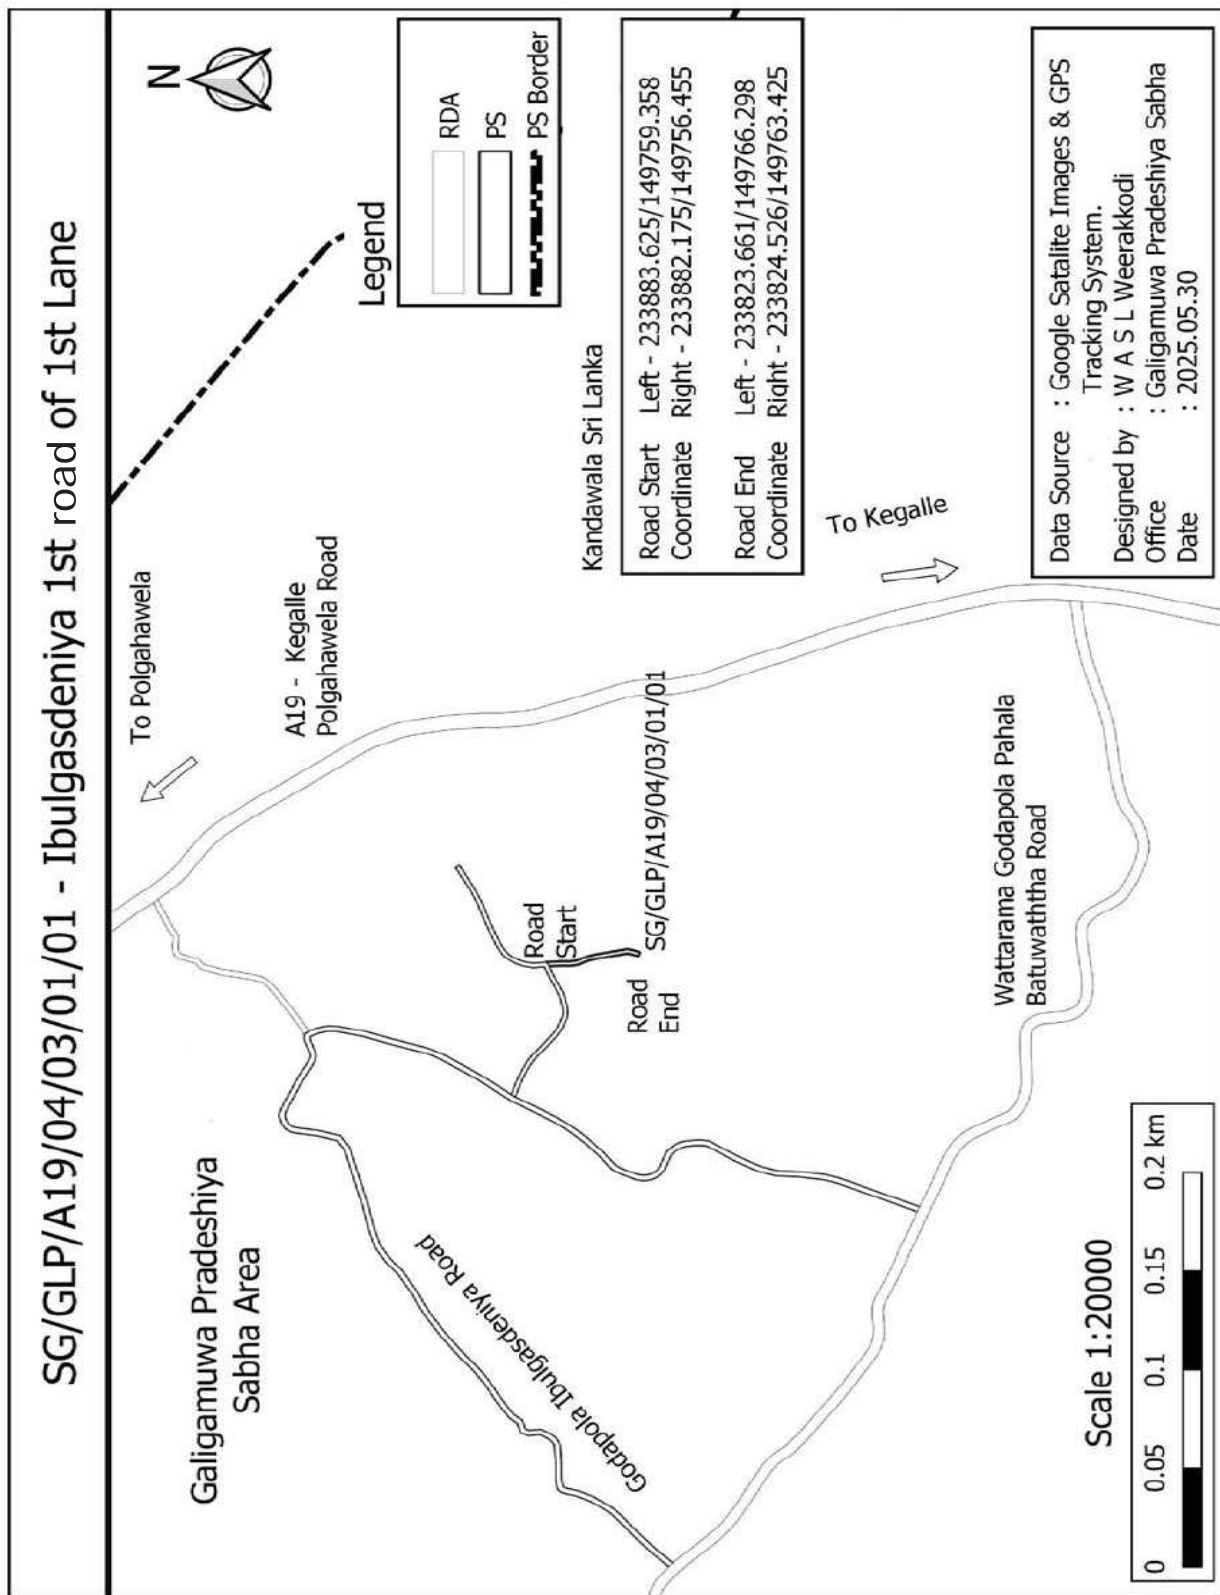 SG/GLP/A19/04/03/01/01 - Ibulgasdeniya 1st road of 1st Lane
N
Galigamuwa Pradeshiya
Sabha Area
To Polgahawela
A19 - Kegalle
Polgahawela Road
Legend
RDA
PS
PS Border
Godapola Ibulgasdeniya Road
Road
Start
Road
End
SG/GLP/A19/04/03/01/01
Kandawala Sri Lanka
Road Start Left - 233883.625/149759.358
Coordinate Right - 233882.175/149756.455
Road End Left - 233823.661/149766.298
Coordinate Right - 233824.526/149763.425
To Kegalle
Wattarama Godapola Pahala
Batuwaththa Road
Scale 1:20000
0 0.05 0.1 0.15 0.2 km
Data Source : Google Satalite Images & GPS
Tracking System.
Designed by : W A S L Weerakkodi
Office : Galigamuwa Pradeshiya Sabha
Date : 2025.05.30